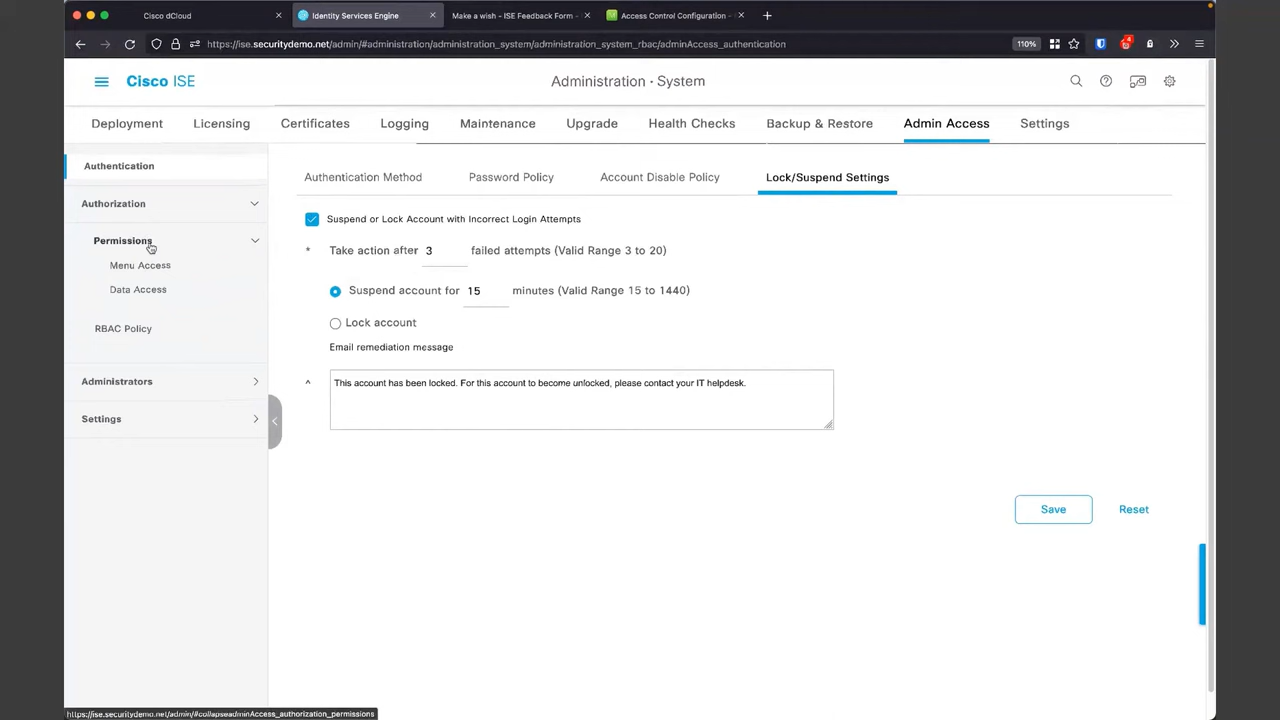 Cisco dCloud
Identity Services Engine
Make a wish - ISE Feedback Form -
Access Control Configuration -
https://ise.securitydemo.net/admin/#administration/administration_system/administration_system_rbac/adminAccess_authentication
110%
4
Cisco ISE
Administration · System
Deployment
Licensing
Certificates
Logging
Maintenance
Upgrade
Health Checks
Backup & Restore
Admin Access
Settings
Authentication
Authorization
Permissions
Menu Access
Data Access
RBAC Policy
Administrators
Settings
Authentication Method
Password Policy
Account Disable Policy
Lock/Suspend Settings
Suspend or Lock Account with Incorrect Login Attempts
* Take action after 3 failed attempts (Valid Range 3 to 20)
Suspend account for 15 minutes (Valid Range 15 to 1440)
Lock account
Email remediation message
^ This account has been locked. For this account to become unlocked, please contact your IT helpdesk.
Save
Reset
https://ise.securitydemo.net/admin/#collapseadminAccess_authorization_permissions